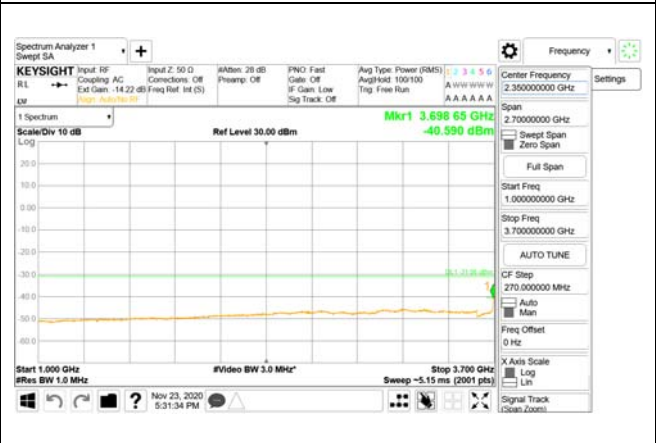 Spectrum Analyzer 1
Swept SA
Frequency
KEYSIGHT
Input: RF
Input Z: 50 Ω
#Atten: 28 dB
PNO: Fast
Avg Type: Power (RMS)
1 2 3 4 5 6
RL
Coupling: AC
Corrections: Off
Preamp: Off
Gate: Off
Avg|Hold: 100/100
A W W W W W
Ext Gain: -14.22 dB
Freq Ref: Int (S)
IF Gain: Low
Trig: Free Run
Align: Auto/No RF
Sig Track: Off
A A A A A A
1 Spectrum
Mkr1 3.698 65 GHz
Scale/Div 10 dB
Ref Level 30.00 dBm
-40.590 dBm
Log
20.0
10.0
0.00
-10.0
-20.0
-30.0
-40.0
-50.0
-60.0
1
Start 1.000 GHz
#Video BW 3.0 MHz*
Stop 3.700 GHz
#Res BW 1.0 MHz
Sweep ~5.15 ms (2001 pts)
Nov 23, 2020
5:31:34 PM
Center Frequency
2.350000000 GHz
Settings
Span
2.70000000 GHz
Swept Span
Zero Span
Full Span
Start Freq
1.000000000 GHz
Stop Freq
3.700000000 GHz
AUTO TUNE
CF Step
270.000000 MHz
Auto
Man
Freq Offset
0 Hz
X Axis Scale
Log
Lin
Signal Track
(Span Zoom)